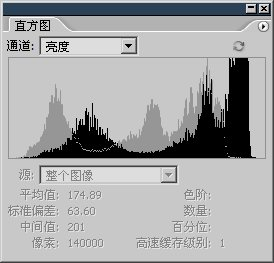 直方图
通道: 亮度
源: 整个图像
平均值: 174.89 色阶:
标准偏差: 63.60 数量:
中间值: 201 百分位:
像素: 140000 高速缓存级别: 1